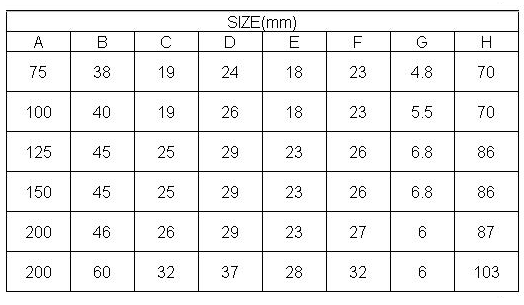 SIZE(mm)
A B C D E F G H
75 38 19 24 18 23 4.8 70
100 40 19 26 18 23 5.5 70
125 45 25 29 23 26 6.8 86
150 45 25 29 23 26 6.8 86
200 46 26 29 23 27 6 87
200 60 32 37 28 32 6 103